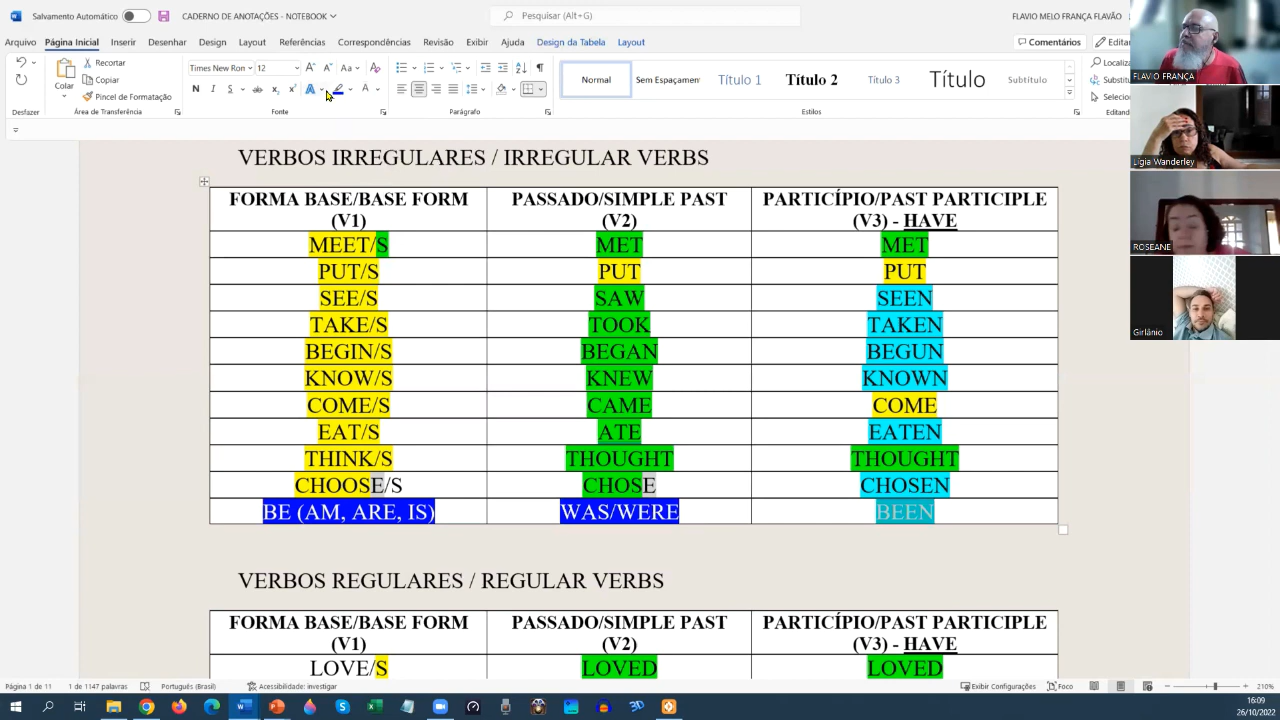 Salvamento Automático
CADERNO DE ANOTAÇÕES - NOTEBOOK
Pesquisar (Alt+G)
FLAVIO MELO FRANÇA FLAVÃO
Arquivo Página Inicial Inserir Desenhar Design Layout Referências Correspondências Revisão Exibir Ajuda Design da Tabela Layout
Comentários
Colar
Recortar
Copiar
Pincel de Formatação
Times New Ron 12
Normal
Sem Espaçamen
Título 1
Título 2
Título 3
Título
Subtítulo
Desfazer Área de Transferência Fonte Parágrafo Estilos
FLAVIO FRANÇA
Lígia Wanderley
ROSEANE
Girlânio
VERBOS IRREGULARES / IRREGULAR VERBS
FORMA BASE/BASE FORM (V1) PASSADO/SIMPLE PAST (V2) PARTICÍPIO/PAST PARTICIPLE (V3) - HAVE
MEET/S MET MET
PUT/S PUT PUT
SEE/S SAW SEEN
TAKE/S TOOK TAKEN
BEGIN/S BEGAN BEGUN
KNOW/S KNEW KNOWN
COME/S CAME COME
EAT/S ATE EATEN
THINK/S THOUGHT THOUGHT
CHOOSE/S CHOSE CHOSEN
BE (AM, ARE, IS) WAS/WERE BEEN
VERBOS REGULARES / REGULAR VERBS
FORMA BASE/BASE FORM (V1) PASSADO/SIMPLE PAST (V2) PARTICÍPIO/PAST PARTICIPLE (V3) - HAVE
LOVE/S LOVED LOVED
Página 1 de 11 1 de 1147 palavras Português (Brasil) Acessibilidade: investigar
Exibir Configurações Foco 210%
16:09
26/10/2022